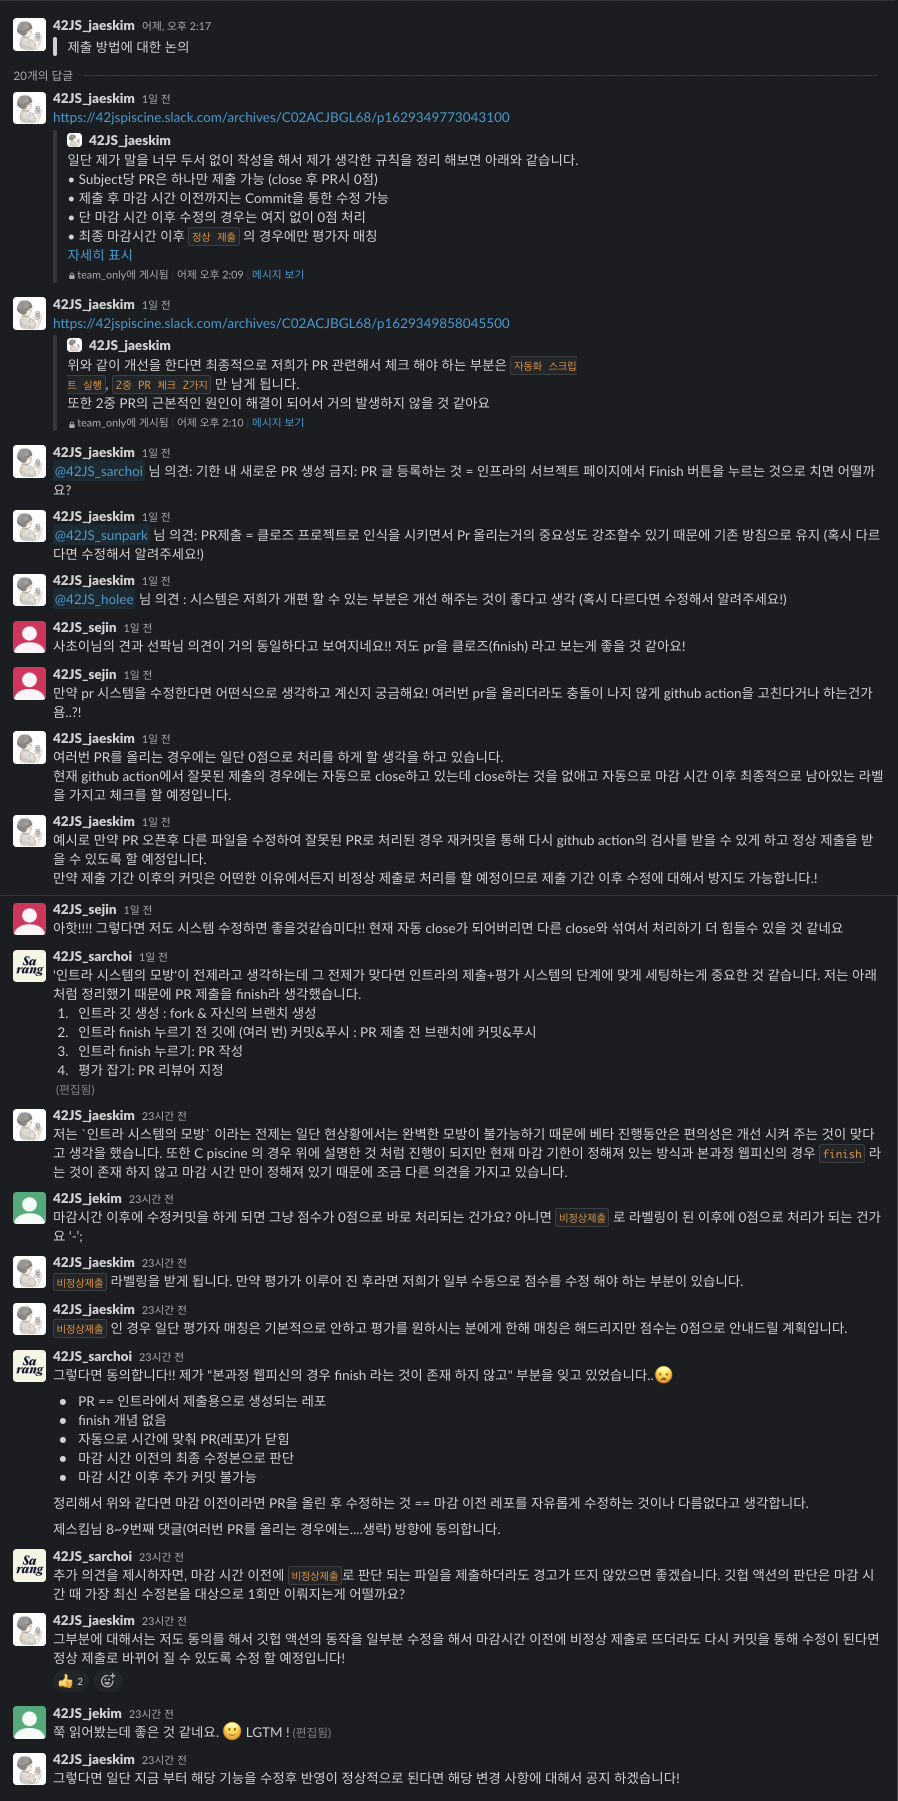 42JS_jaeskim 어제, 오후 2:17
제출 방법에 대한 논의
20개의 답글
42JS_jaeskim 1일 전
https://42jspiscine.slack.com/archives/C02ACJBGL68/p1629349773043100
42JS_jaeskim
일단 제가 말을 너무 두서 없이 작성을 해서 제가 생각한 규칙을 정리 해보면 아래와 같습니다.
• Subject당 PR은 하나만 제출 가능 (close 후 PR시 0점)
• 제출 후 마감 시간 이전까지는 Commit을 통한 수정 가능
• 단 마감 시간 이후 수정의 경우는 여지 없이 0점 처리
• 최종 마감시간 이후 정상 제출 의 경우에만 평가자 매칭
자세히 표시
team_only에 게시됨 | 어제 오후 2:09 | 메시지 보기
42JS_jaeskim 1일 전
https://42jspiscine.slack.com/archives/C02ACJBGL68/p1629349858045500
42JS_jaeskim
위와 같이 개선을 한다면 최종적으로 저희가 PR 관련해서 체크 해야 하는 부분은 자동화 스크립
트 실행, 2중 PR 체크 2가지 만 남게 됩니다.
또한 2중 PR의 근본적인 원인이 해결이 되어서 거의 발생하지 않을 것 같아요
team_only에 게시됨 | 어제 오후 2:10 | 메시지 보기
42JS_jaeskim 1일 전
@42JS_sarchoi 님 의견: 기한 내 새로운 PR 생성 금지: PR 글 등록하는 것 = 인프라의 서브젝트 페이지에서 Finish 버튼을 누르는 것으로 치면 어떨까
요?
42JS_jaeskim 1일 전
@42JS_sunpark 님 의견: PR제출 = 클로즈 프로젝트로 인식을 시키면서 Pr 올리는거의 중요성도 강조할수 있기 때문에 기존 방침으로 유지 (혹시 다르
다면 수정해서 알려주세요!)
42JS_jaeskim 1일 전
@42JS_holee 님 의견 : 시스템은 저희가 개편 할 수 있는 부분은 개선 해주는 것이 좋다고 생각 (혹시 다르다면 수정해서 알려주세요!)
42JS_sejin 1일 전
사초이님의 견과 선팍님 의견이 거의 동일하다고 보여지네요!! 저도 pr을 클로즈(finish) 라고 보는게 좋을 것 같아요!
42JS_sejin 1일 전
만약 pr 시스템을 수정한다면 어떤식으로 생각하고 계신지 궁금해요! 여러번 pr을 올리더라도 충돌이 나지 않게 github action을 고친다거나 하는건가
욤..?!
42JS_jaeskim 1일 전
여러번 PR를 올리는 경우에는 일단 0점으로 처리를 하게 할 생각을 하고 있습니다.
현재 github action에서 잘못된 제출의 경우에는 자동으로 close하고 있는데 close하는 것을 없애고 자동으로 마감 시간 이후 최종적으로 남아있는 라벨
을 가지고 체크를 할 예정입니다.
42JS_jaeskim 1일 전
예시로 만약 PR 오픈후 다른 파일을 수정하여 잘못된 PR로 처리된 경우 재커밋을 통해 다시 github action의 검사를 받을 수 있게 하고 정상 제출을 받
을 수 있도록 할 예정입니다.
만약 제출 기간 이후의 커밋은 어떤한 이유에서든지 비정상 제출로 처리를 할 예정이므로 제출 기간 이후 수정에 대해서 방지도 가능합니다.!
42JS_sejin 1일 전
아핫!!!! 그렇다면 저도 시스템 수정하면 좋을것같습미다!! 현재 자동 close가 되어버리면 다른 close와 섞여서 처리하기 더 힘들수 있을 것 같네요
42JS_sarchoi 1일 전
'인트라 시스템의 모방'이 전제라고 생각하는데 그 전제가 맞다면 인트라의 제출+평가 시스템의 단계에 맞게 세팅하는게 중요한 것 같습니다. 저는 아래
처럼 정리했기 때문에 PR 제출을 finish라 생각했습니다.
1. 인트라 깃 생성 : fork & 자신의 브랜치 생성
2. 인트라 finish 누르기 전 깃에 (여러 번) 커밋&푸시 : PR 제출 전 브랜치에 커밋&푸시
3. 인트라 finish 누르기: PR 작성
4. 평가 잡기: PR 리뷰어 지정
(편집됨)
42JS_jaeskim 23시간 전
저는 `인트라 시스템의 모방` 이라는 전제는 일단 현상황에서는 완벽한 모방이 불가능하기 때문에 베타 진행동안은 편의성은 개선 시켜 주는 것이 맞다
고 생각을 했습니다. 또한 C piscine 의 경우 위에 설명한 것 처럼 진행이 되지만 현재 마감 기한이 정해져 있는 방식과 본과정 웹피신의 경우 finish 라
는 것이 존재 하지 않고 마감 시간 만이 정해져 있기 때문에 조금 다른 의견을 가지고 있습니다.
42JS_jekim 23시간 전
마감시간 이후에 수정커밋을 하게 되면 그냥 점수가 0점으로 바로 처리되는 건가요? 아니면 비정상제출 로 라벨링이 된 이후에 0점으로 처리가 되는 건가
요 '-';
42JS_jaeskim 23시간 전
비정상제출 라벨링을 받게 됩니다. 만약 평가가 이루어 진 후라면 저희가 일부 수동으로 점수를 수정 해야 하는 부분이 있습니다.
42JS_jaeskim 23시간 전
비정상제출 인 경우 일단 평가자 매칭은 기본적으로 안하고 평가를 원하시는 분에게 한해 매칭은 해드리지만 점수는 0점으로 안내드릴 계획입니다.
Sa
rang
42JS_sarchoi 23시간 전
그렇다면 동의합니다!! 제가 "본과정 웹피신의 경우 finish 라는 것이 존재 하지 않고" 부분을 잊고 있었습니다..😦
• PR == 인트라에서 제출용으로 생성되는 레포
• finish 개념 없음
• 자동으로 시간에 맞춰 PR(레포)가 닫힘
• 마감 시간 이전의 최종 수정본으로 판단
• 마감 시간 이후 추가 커밋 불가능
정리해서 위와 같다면 마감 이전이라면 PR을 올린 후 수정하는 것 == 마감 이전 레포를 자유롭게 수정하는 것이나 다름없다고 생각합니다.
제스킴님 8~9번째 댓글(여러번 PR를 올리는 경우에는....생략) 방향에 동의합니다.
Sa
rang
42JS_sarchoi 23시간 전
추가 의견을 제시하자면, 마감 시간 이전에 비정상제출로 판단 되는 파일을 제출하더라도 경고가 뜨지 않았으면 좋겠습니다. 깃헙 액션의 판단은 마감 시
간 때 가장 최신 수정본을 대상으로 1회만 이뤄지는게 어떨까요?
42JS_jaeskim 23시간 전
그부분에 대해서는 저도 동의를 해서 깃헙 액션의 동작을 일부분 수정을 해서 마감시간 이전에 비정상 제출로 뜨더라도 다시 커밋을 통해 수정이 된다면
정상 제출로 바뀌어 질 수 있도록 수정 할 예정입니다!
👍 2
42JS_jekim 23시간 전
쭉 읽어봤는데 좋은 것 같네요. 🙂 LGTM ! (편집됨)
42JS_jaeskim 23시간 전
그렇다면 일단 지금 부터 해당 기능을 수정후 반영이 정상적으로 된다면 해당 변경 사항에 대해서 공지 하겠습니다!